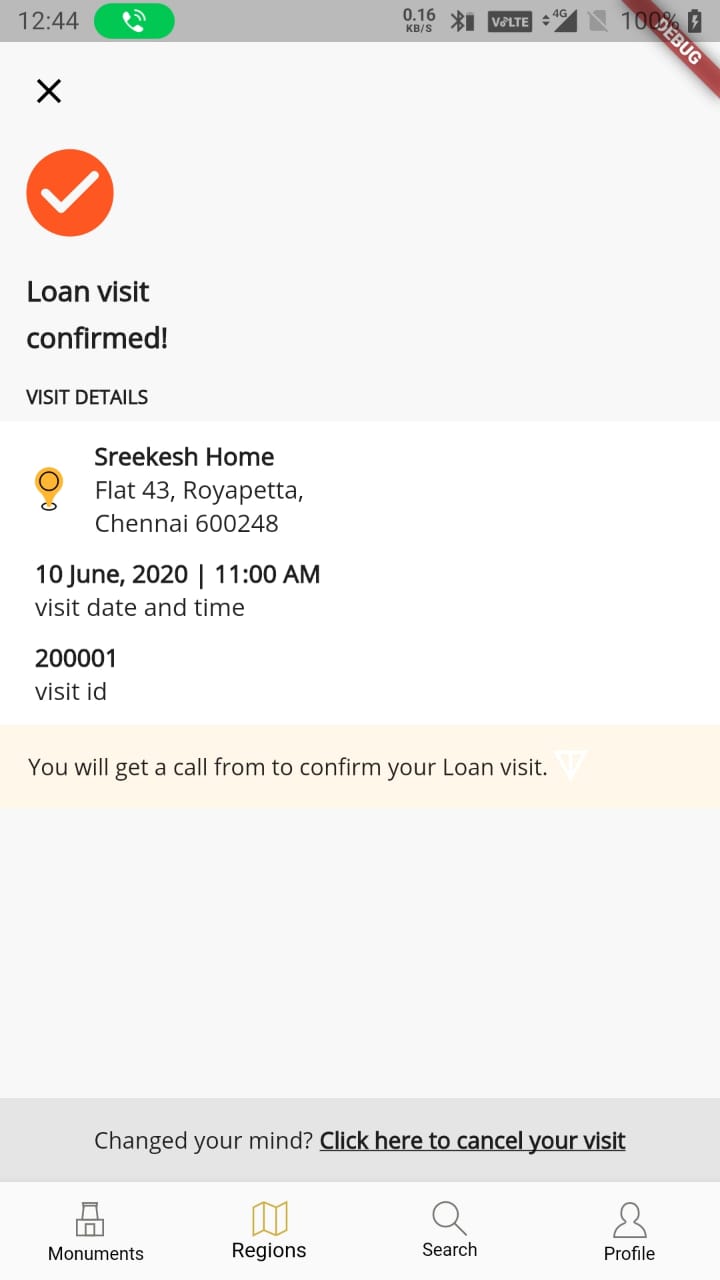 12:44
0.16
KB/S
VoLTE
4G
100%
DEBUG
Loan visit
confirmed!
VISIT DETAILS
Sreekesh Home
Flat 43, Royapetta,
Chennai 600248
10 June, 2020 | 11:00 AM
visit date and time
200001
visit id
You will get a call from to confirm your Loan visit.
Changed your mind? Click here to cancel your visit
Monuments
Regions
Search
Profile